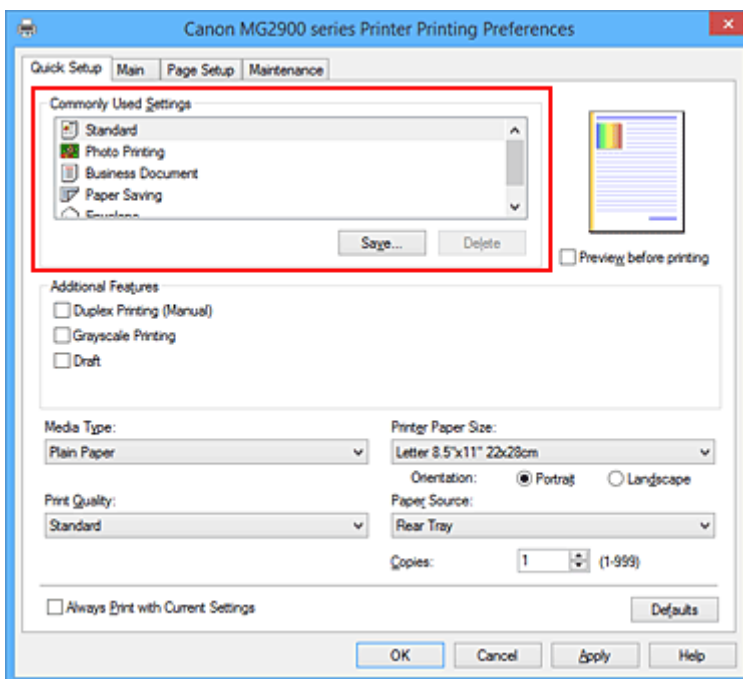 Canon MG2900 series Printer Printing Preferences
Quick Setup Main Page Setup Maintenance
Commonly Used Settings
Standard
Photo Printing
Business Document
Paper Saving
Envelope
Save... Delete
Preview before printing
Additional Features
Duplex Printing (Manual)
Grayscale Printing
Draft
Media Type:
Plain Paper
Printer Paper Size:
Letter 8.5"x11" 22x28cm
Orientation: Portrait Landscape
Print Quality:
Standard
Paper Source:
Rear Tray
Copies: 1 (1-999)
Always Print with Current Settings
Defaults
OK Cancel Apply Help